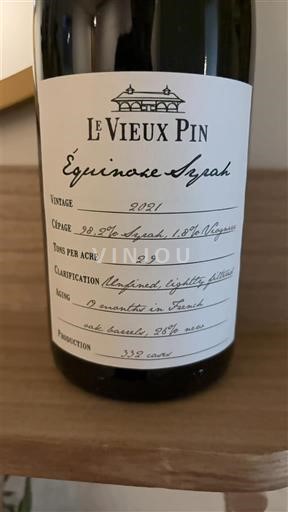 LE VIEUX PIN
Équinoxe Syrah
VINTAGE 2021
CÉPAGE 98.2% Syrah, 1.8% Viognier
TONS PER ACRE 2.9
VINIOU
CLARIFICATION Unfined, lightly filtered
AGING 19 months in French
oak barrels, 26% new
PRODUCTION 332 cases